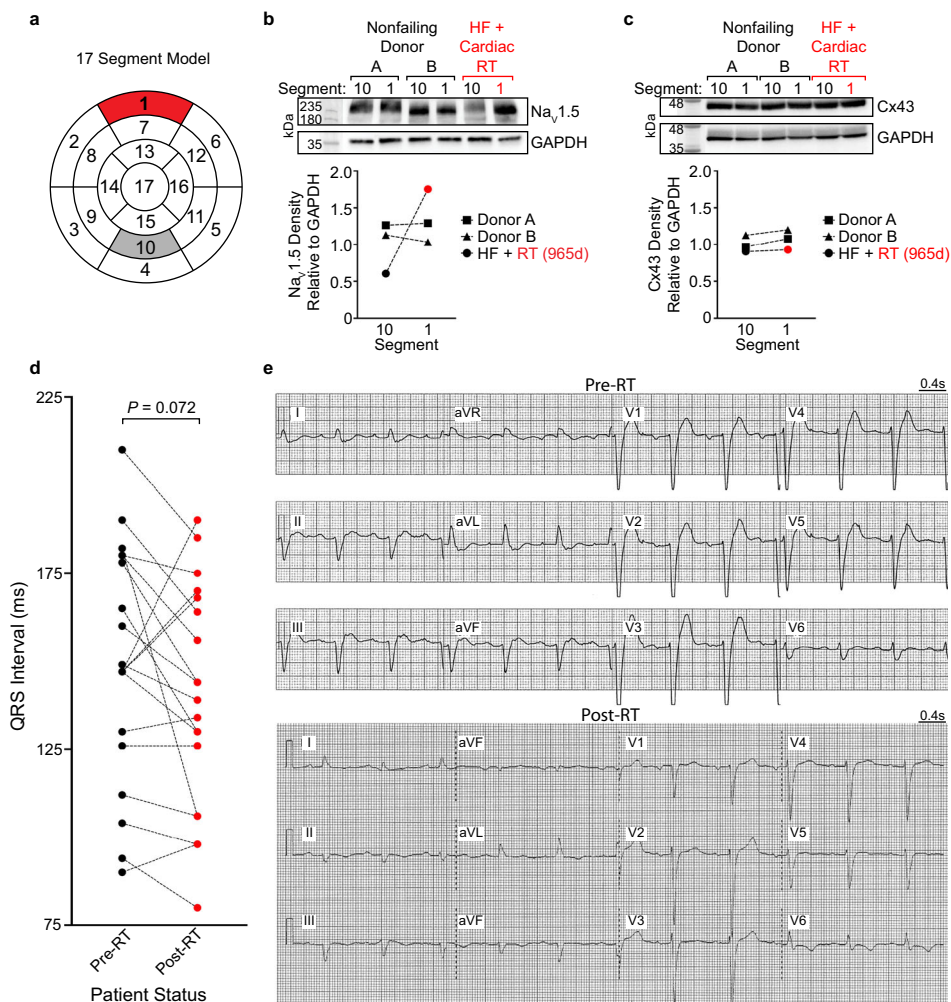 a
17 Segment Model
1
2
7
6
8
13
12
14
17
16
9
15
11
3
10
5
4
b
Nonfailing
Donor
HF +
Cardiac
RT
A
B
Segment:
10
1
10
1
10
1
kDa
235
180
NaV1.5
35
GAPDH
NaV1.5 Density
Relative to GAPDH
2.0
1.5
1.0
0.5
0
10
1
Segment
Donor A
Donor B
HF + RT (965d)
c
Nonfailing
Donor
HF +
Cardiac
RT
A
B
Segment:
10
1
10
1
10
1
kDa
48
Cx43
48
35
GAPDH
Cx43 Density
Relative to GAPDH
2.0
1.5
1.0
0.5
0
10
1
Segment
Donor A
Donor B
HF + RT (965d)
d
225
175
125
75
P = 0.072
QRS Interval (ms)
Pre-RT
Post-RT
Patient Status
e
Pre-RT
0.4s
I
aVR
V1
V4
II
aVL
V2
V5
III
aVF
V3
V6
Post-RT
0.4s
I
aVF
V1
V4
II
aVL
V2
V5
III
aVF
V3
V6